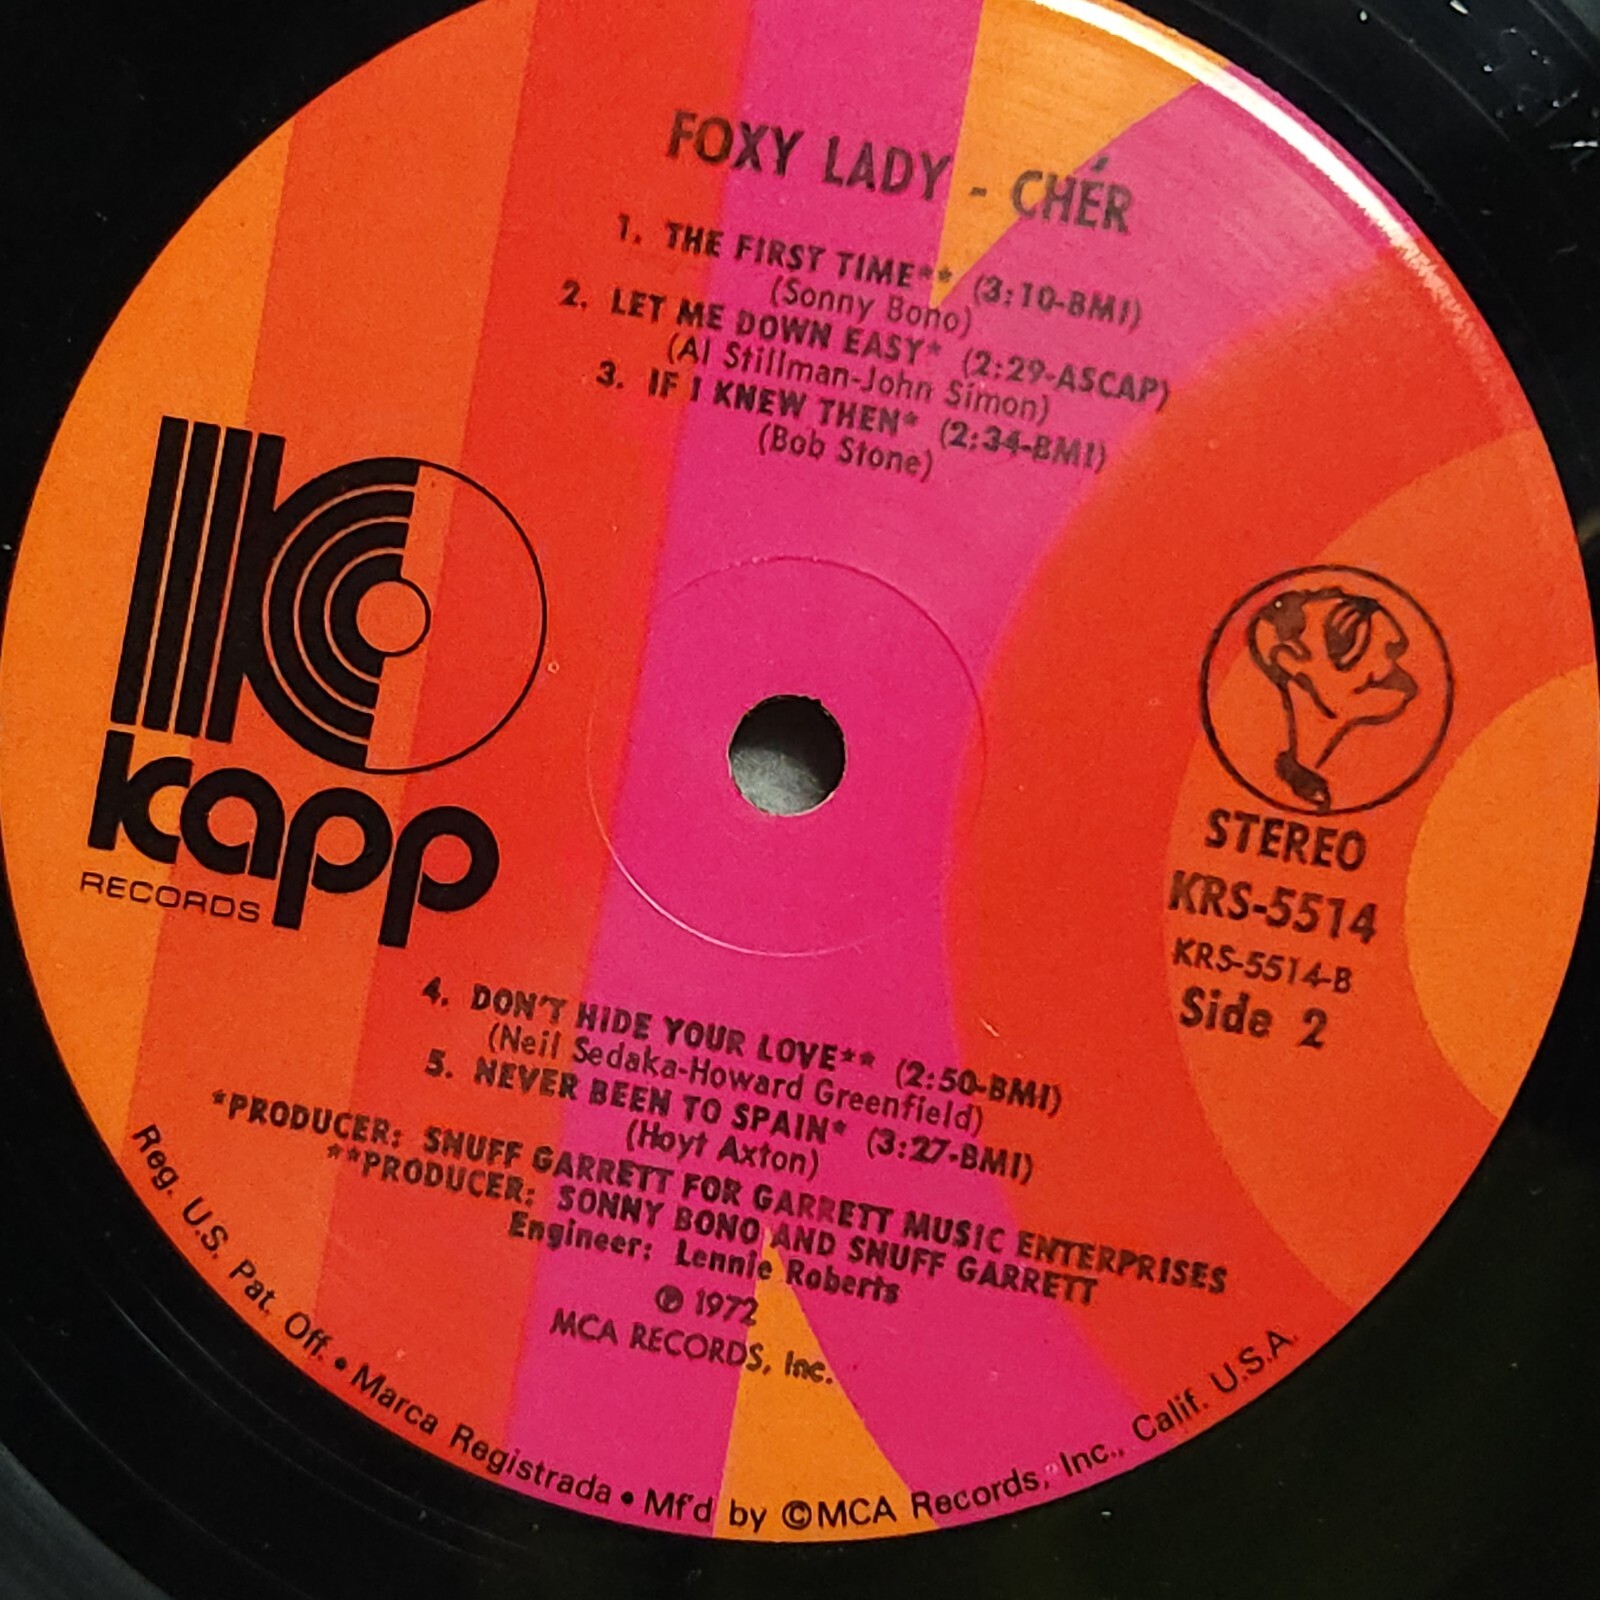 FOXY LADY - CHÉR
1. THE FIRST TIME** (3:10-BMI)
(Sonny Bono)
2. LET ME DOWN EASY* (2:29-ASCAP)
(Al Stillman-John Simon)
3. IF I KNEW THEN* (2:34-BMI)
(Bob Stone)
kapp
RECORDS
STEREO
KRS-5514
KRS-5514-B
Side 2
4. DON'T HIDE YOUR LOVE** (2:50-BMI)
(Neil Sedaka-Howard Greenfield)
5. NEVER BEEN TO SPAIN* (3:27-BMI)
(Hoyt Axton)
*PRODUCER: SNUFF GARRETT FOR GARRETT MUSIC ENTERPRISES
**PRODUCER: SONNY BONO AND SNUFF GARRETT
Engineer: Lennie Roberts
℗ 1972
MCA RECORDS, Inc.
Reg. U.S. Pat. Off. • Marca Registrada • Mf'd by ©MCA Records, Inc., Calif. U.S.A.